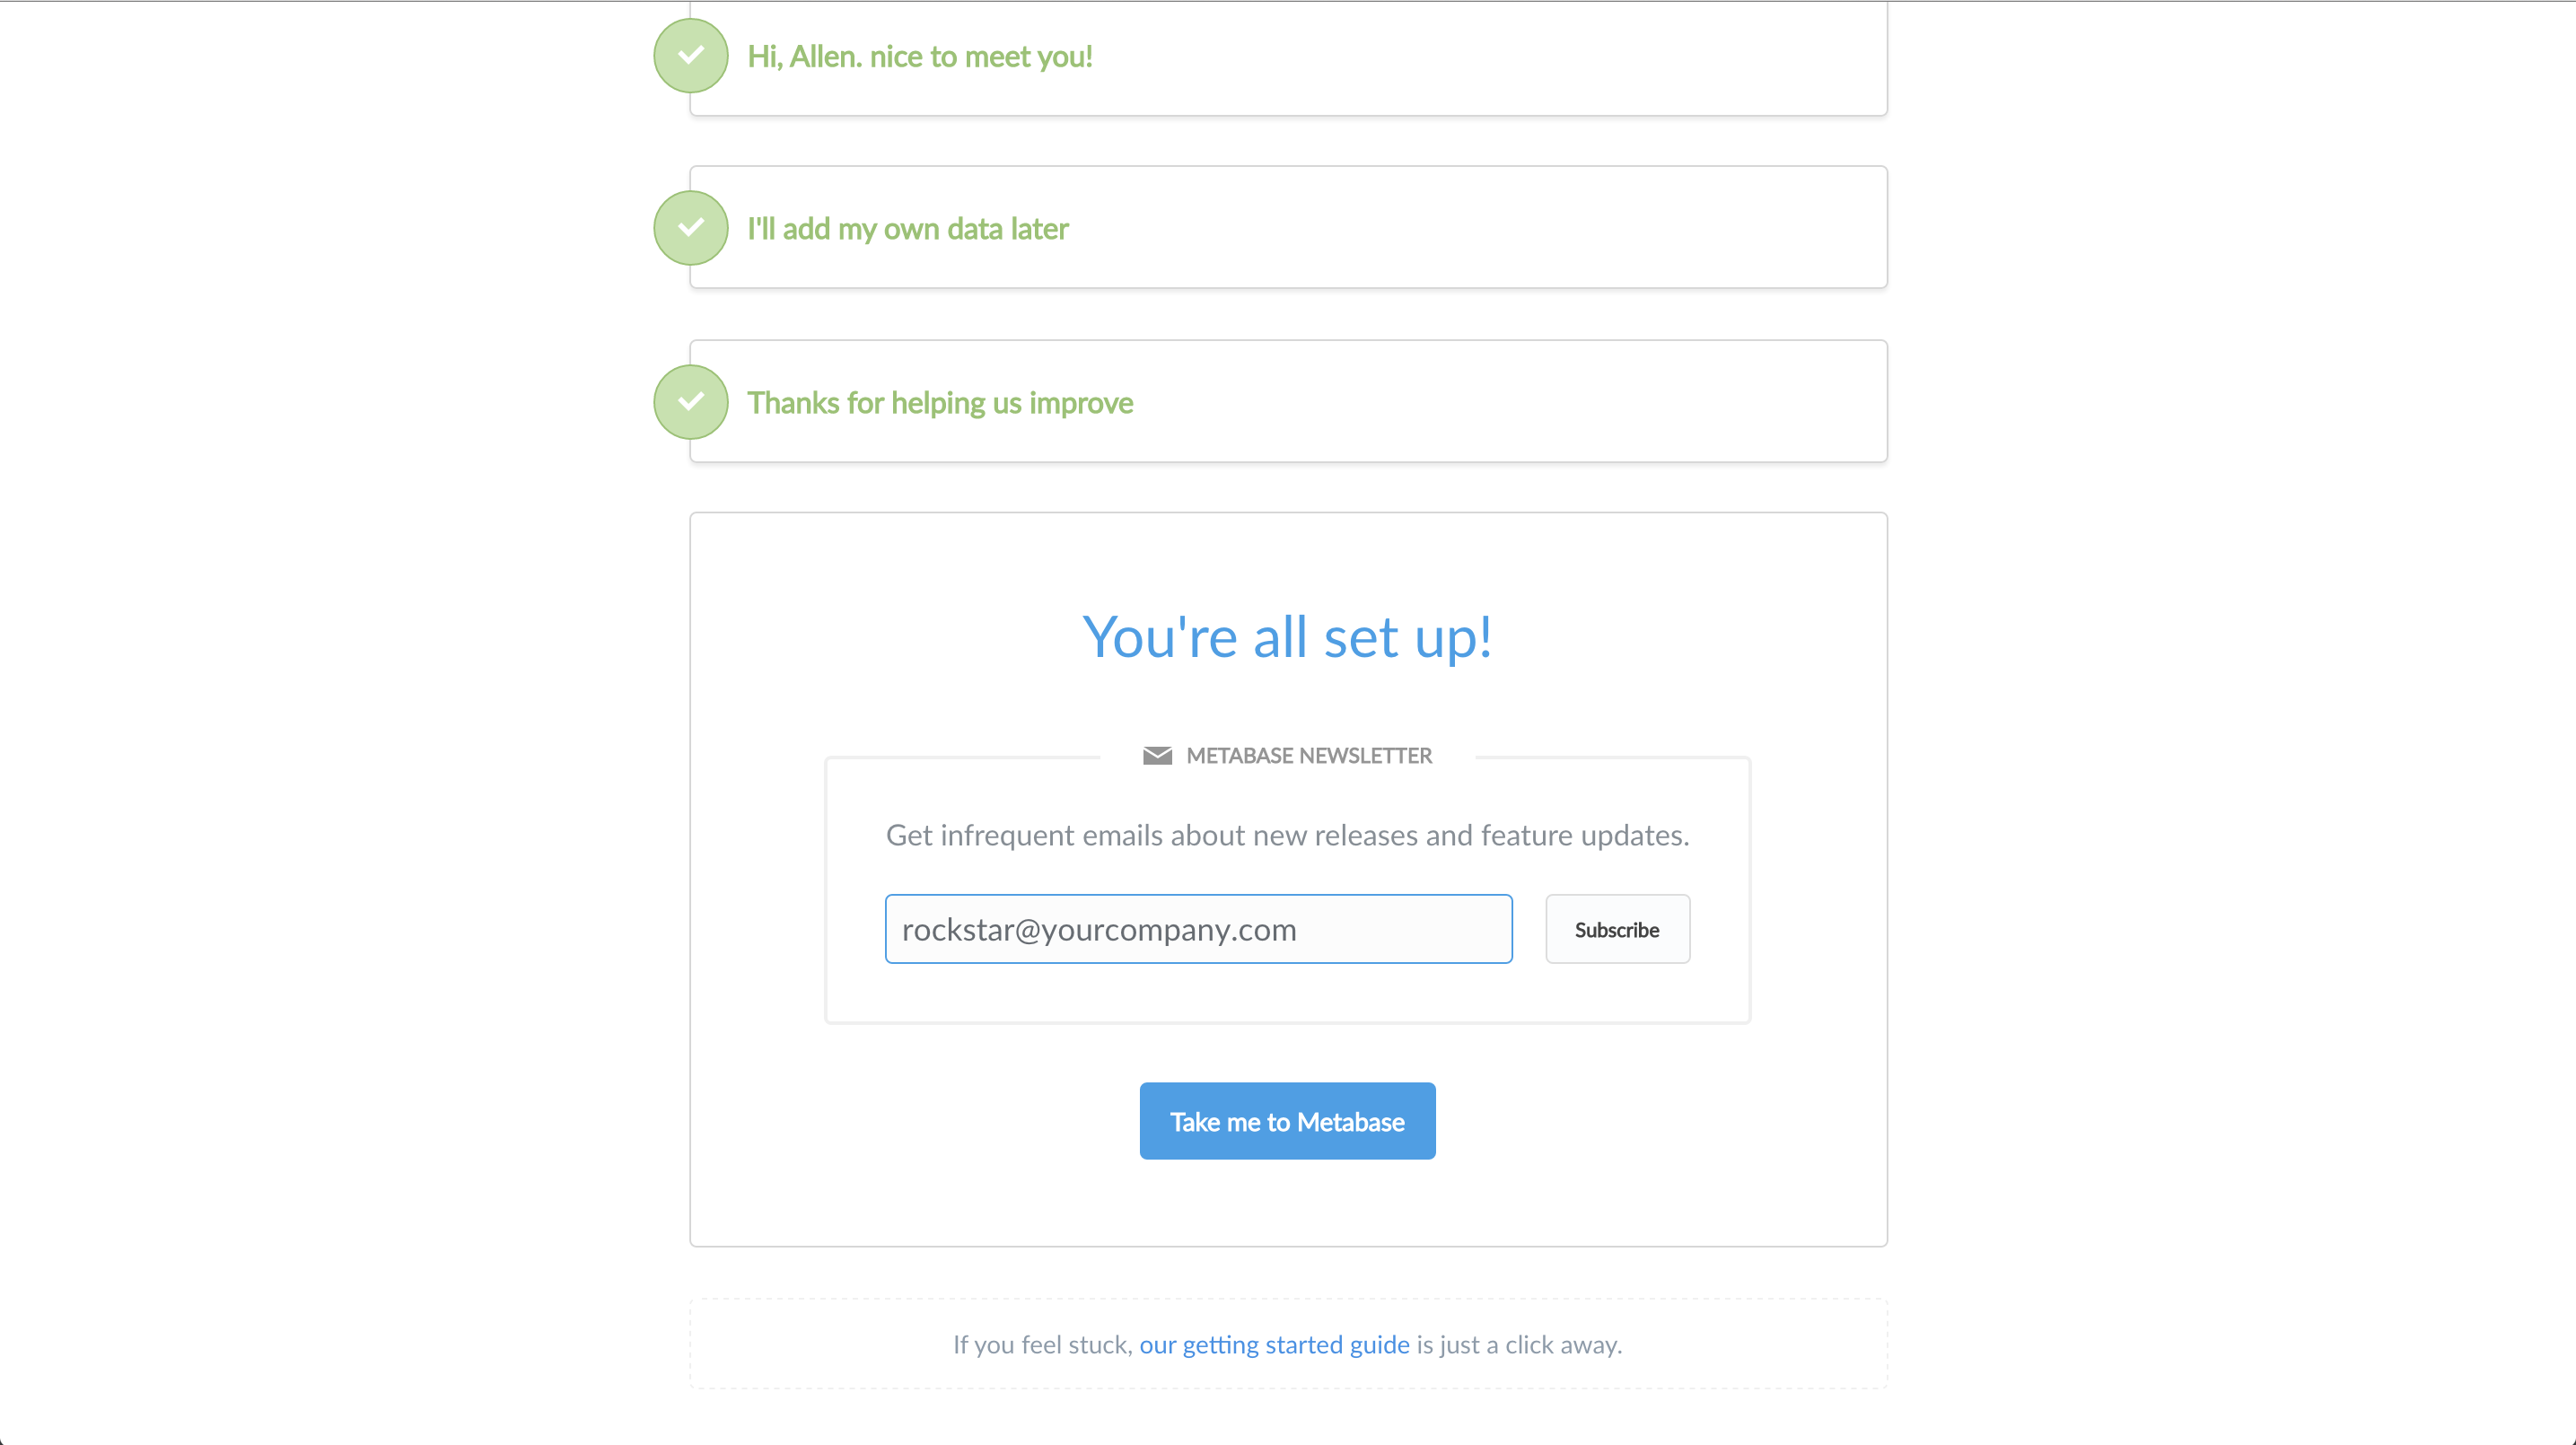 Hi, Allen. nice to meet you!
I'll add my own data later
Thanks for helping us improve
You're all set up!
METABASE NEWSLETTER
Get infrequent emails about new releases and feature updates.
rockstar@yourcompany.com
Subscribe
Take me to Metabase
If you feel stuck, our getting started guide is just a click away.